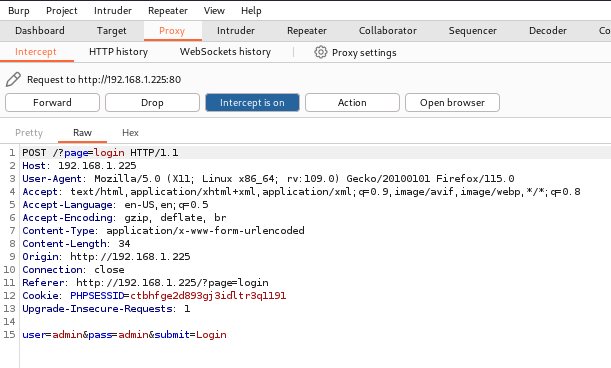 Burp Project Intruder Repeater View Help
Dashboard Target Proxy Intruder Repeater Collaborator Sequencer Decoder Co
Intercept HTTP history WebSockets history Proxy settings
Request to http://192.168.1.225:80
Forward Drop Intercept is on Action Open browser
Pretty Raw Hex
1 POST /?page=login HTTP/1.1
2 Host: 192.168.1.225
3 User-Agent: Mozilla/5.0 (X11; Linux x86_64; rv:109.0) Gecko/20100101 Firefox/115.0
4 Accept: text/html,application/xhtml+xml,application/xml;q=0.9,image/avif,image/webp,*/*;q=0.8
5 Accept-Language: en-US,en;q=0.5
6 Accept-Encoding: gzip, deflate, br
7 Content-Type: application/x-www-form-urlencoded
8 Content-Length: 34
9 Origin: http://192.168.1.225
10 Connection: close
11 Referer: http://192.168.1.225/?page=login
12 Cookie: PHPSESSID=ctbhfge2d893gj3idltr3q1191
13 Upgrade-Insecure-Requests: 1
14
15 user=admin&pass=admin&submit=Login